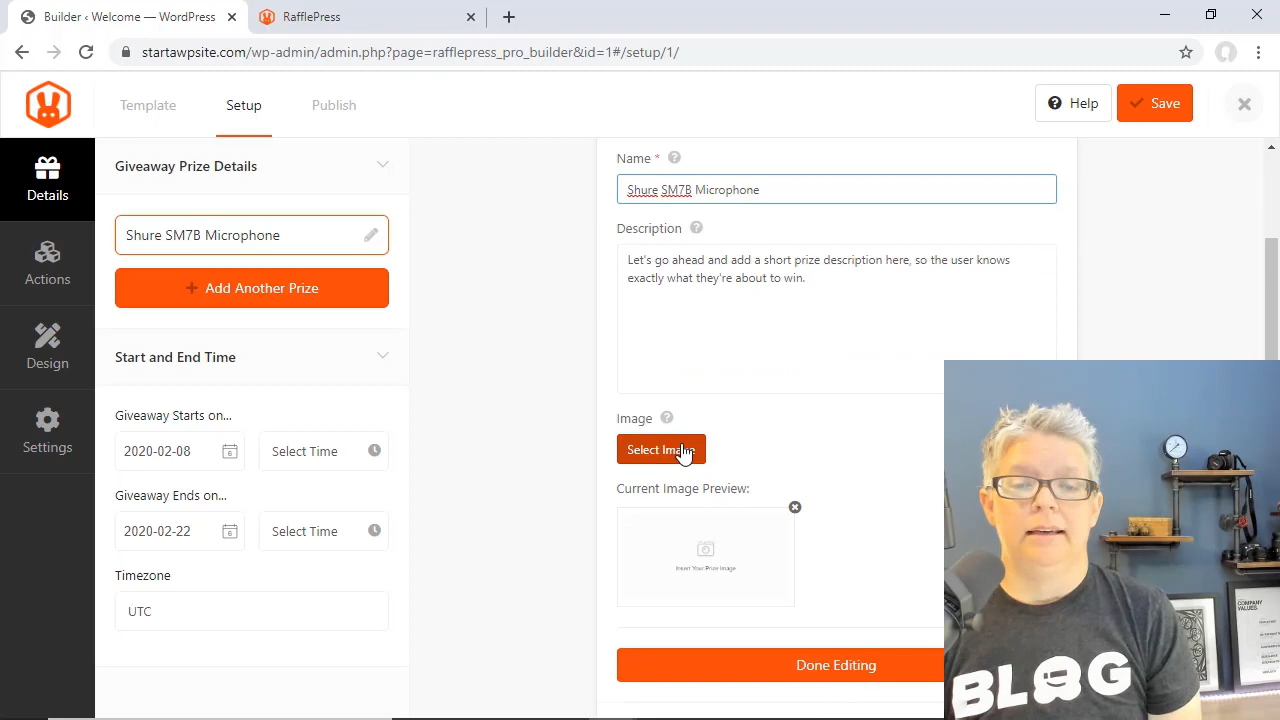 Builder ‹ Welcome — WordPress
RafflePress
startawpsite.com/wp-admin/admin.php?page=rafflepress_pro_builder&id=1#/setup/1/
Template
Setup
Publish
Help
Save
Details
Actions
Design
Settings
Giveaway Prize Details
Shure SM7B Microphone
Add Another Prize
Start and End Time
Giveaway Starts on...
2020-02-08
Select Time
Giveaway Ends on...
2020-02-22
Select Time
Timezone
UTC
Name *
Shure SM7B Microphone
Description
Let's go ahead and add a short prize description here, so the user knows
exactly what they're about to win.
Image
Select Image
Current Image Preview:
Insert Your Prize Image
Done Editing
BLOG
COMPANY
VALUES.